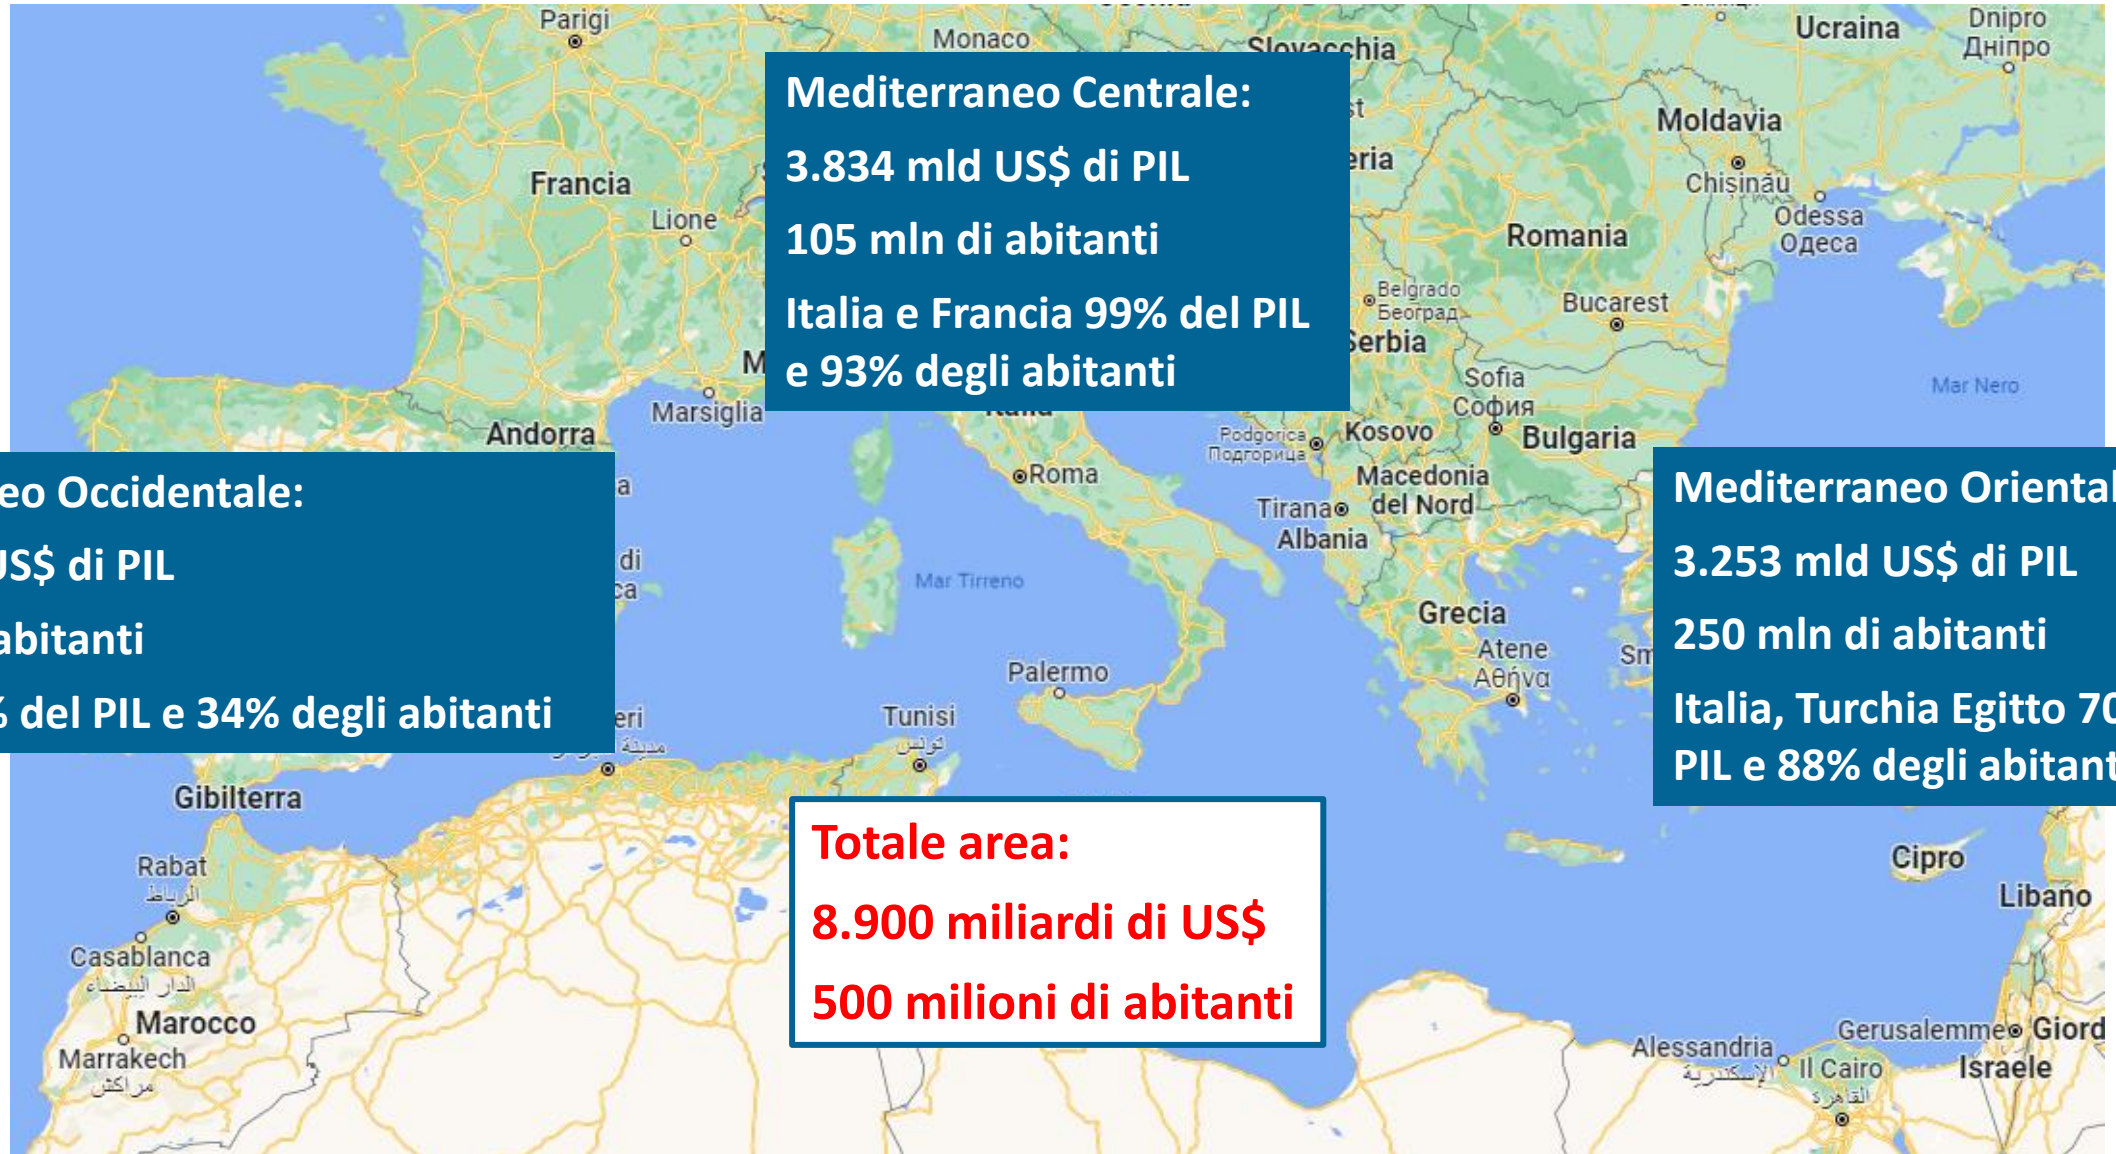 Parigi
Monaco
Slovacchia
Ucraina
Dnipro
Дніпро
Mediterraneo Centrale:
3.834 mld US$ di PIL
105 mln di abitanti
Italia e Francia 99% del PIL
e 93% degli abitanti
Francia
Lione
Moldavia
Chișinău
Odessa
Одеса
Romania
Belgrado
Београд
Bucarest
Serbia
Sofia
София
Mar Nero
Marsiglia
Andorra
Podgorica
Подгорица
Kosovo
Bulgaria
Roma
Macedonia
del Nord
Tirana
Albania
eo Occidentale:
US$ di PIL
abitanti
% del PIL e 34% degli abitanti
di
Mar Tirreno
Grecia
Atene
Αθήνα
Mediterraneo Oriental
3.253 mld US$ di PIL
250 mln di abitanti
Italia, Turchia Egitto 70
PIL e 88% degli abitant
Palermo
Tunisi
تونس
Gibilterra
Totale area:
8.900 miliardi di US$
500 milioni di abitanti
Rabat
الرباط
Casablanca
الدار البيضاء
Marocco
Marrakech
مراكش
Cipro
Libano
Gerusalemme
Giord
Alessandria
الإسكندرية
Il Cairo
القاهرة
Israele